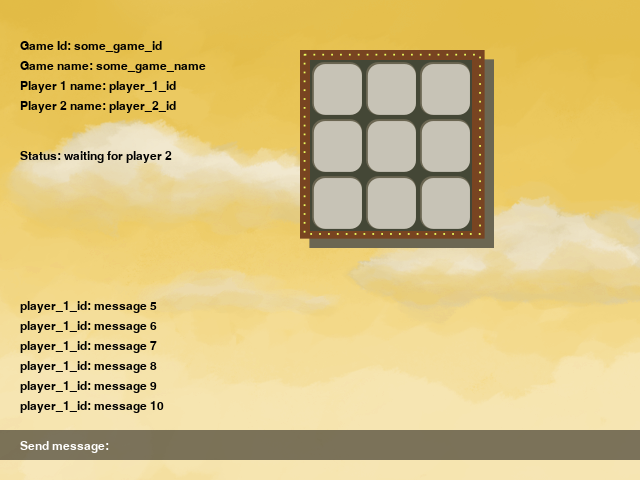 Game Id: some_game_id
Game name: some_game_name
Player 1 name: player_1_id
Player 2 name: player_2_id
Status: waiting for player 2
player_1_id: message 5
player_1_id: message 6
player_1_id: message 7
player_1_id: message 8
player_1_id: message 9
player_1_id: message 10
Send message: